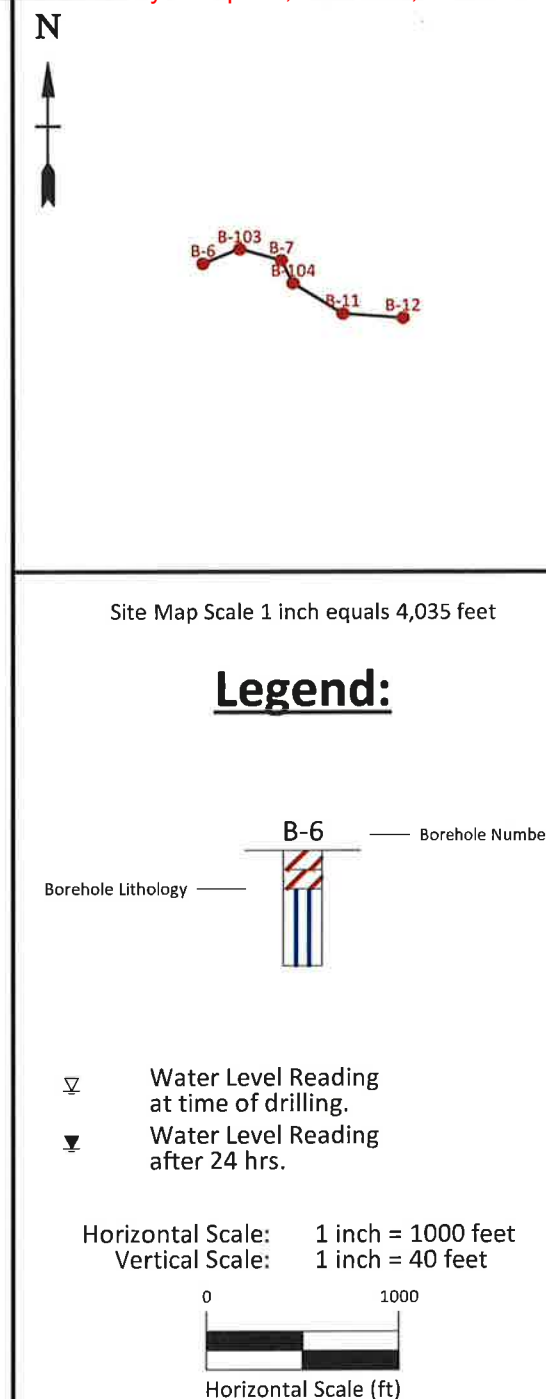 N
B-103
B-6
B-7
B-104
B-11
B-12
Site Map Scale 1 inch equals 4,035 feet
Legend:
B-6
Borehole Numbe
Borehole Lithology
Water Level Reading
at time of drilling.
Water Level Reading
after 24 hrs.
Horizontal Scale: 1 inch = 1000 feet
Vertical Scale: 1 inch = 40 feet
0 1000
Horizontal Scale (ft)